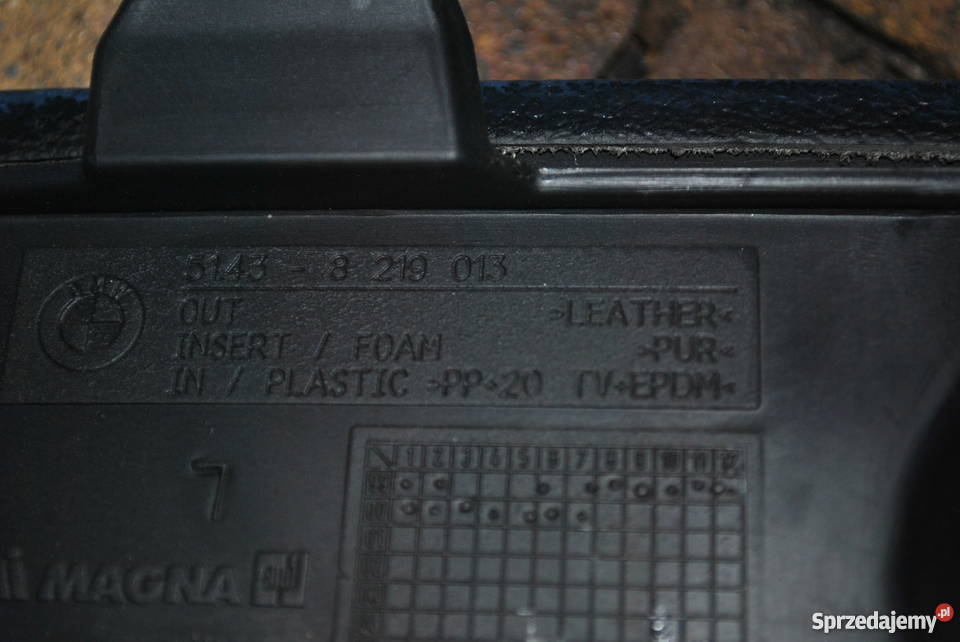 BMW
5143 - 8 219 013
OUT >LEATHER<
INSERT / FOAM >PUR<
IN / PLASTIC >PP+20 TV+EPDM<
7
1 2 3 4 5 6 7 8 9 10 11 12
MAGNA
Sprzedajemy.pl